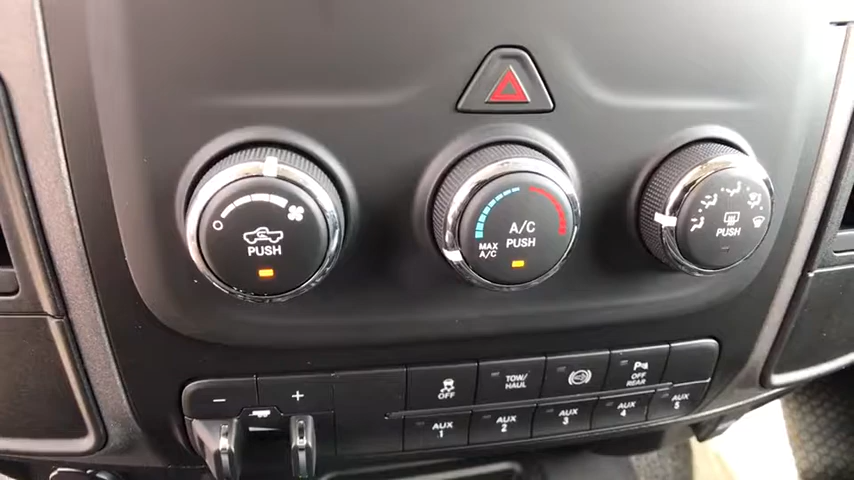 PUSH
A/C
PUSH
MAX
A/C
PUSH
- +
OFF
TOW/
HAUL
P
OFF
REAR
AUX
1
AUX
2
AUX
3
AUX
4
AUX
5